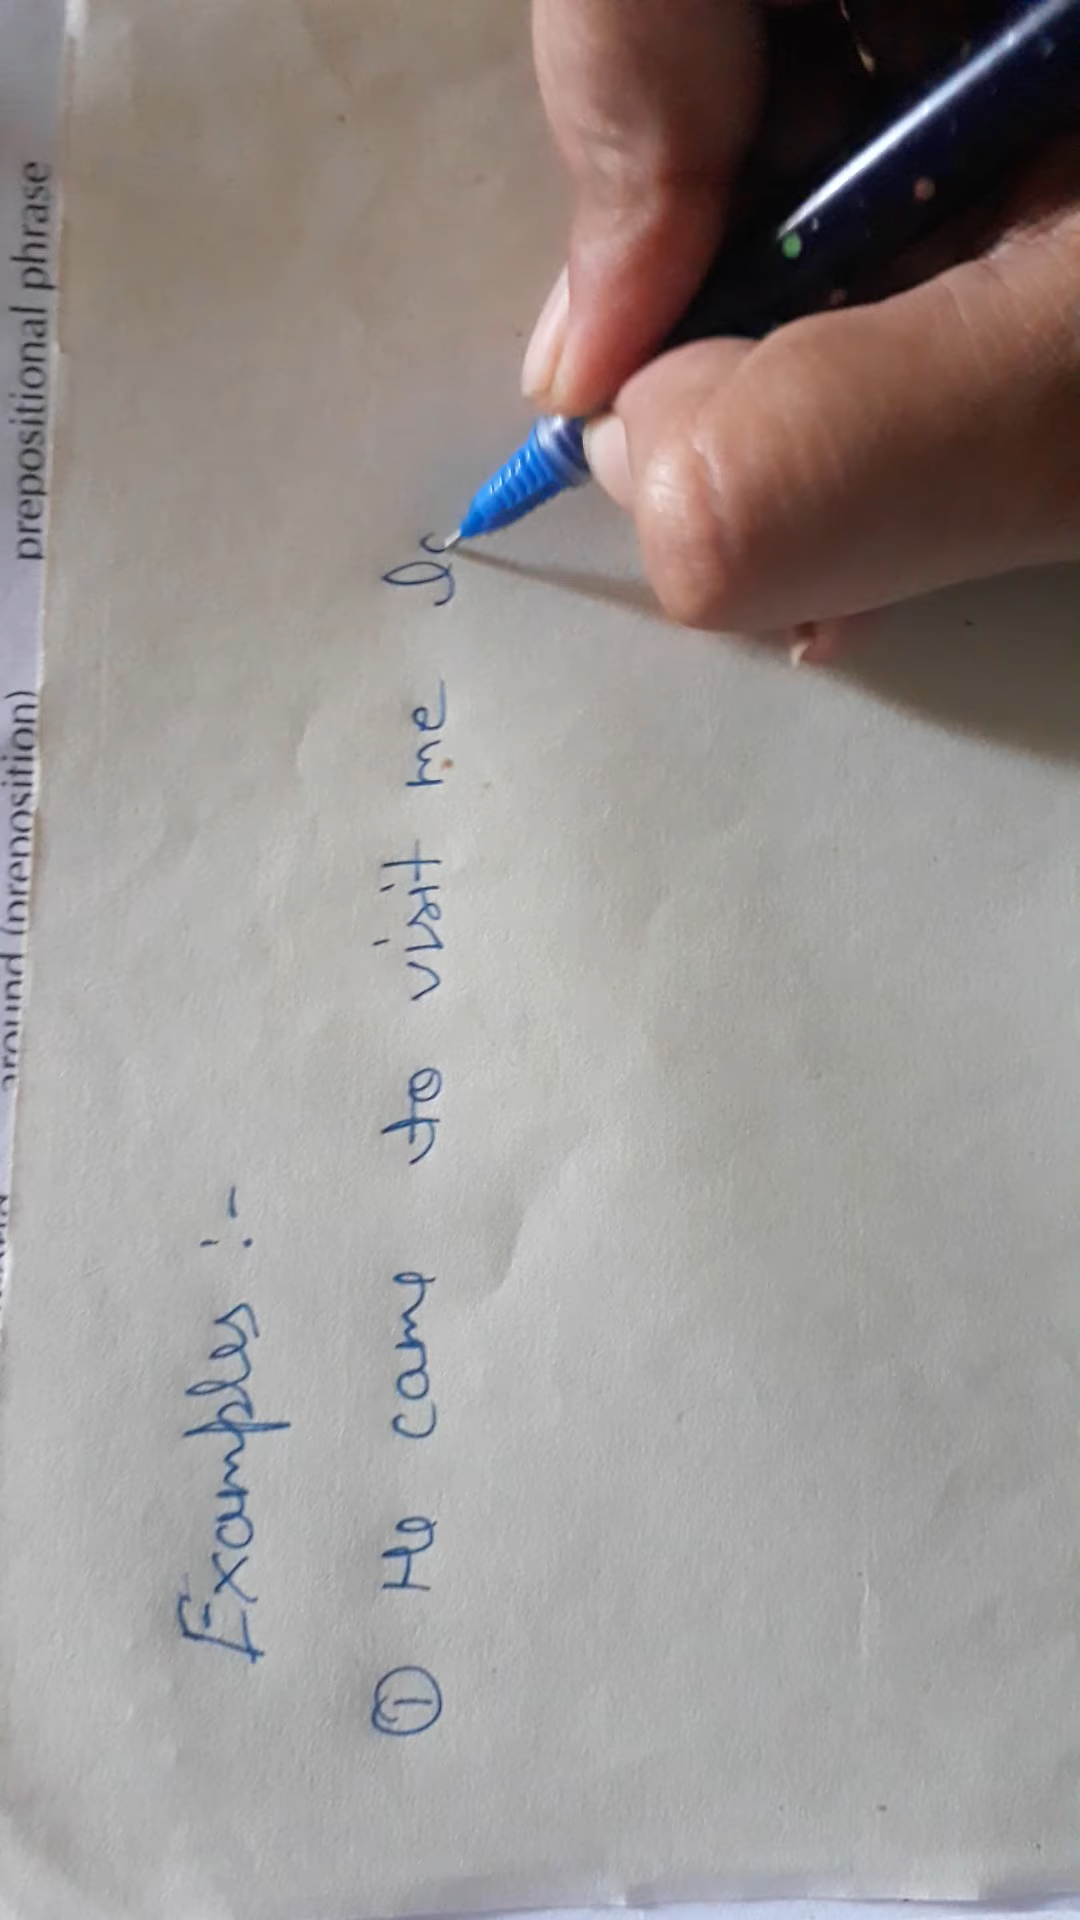 prepositional phrase
around (preposition)
Examples :-
① He came to visit me